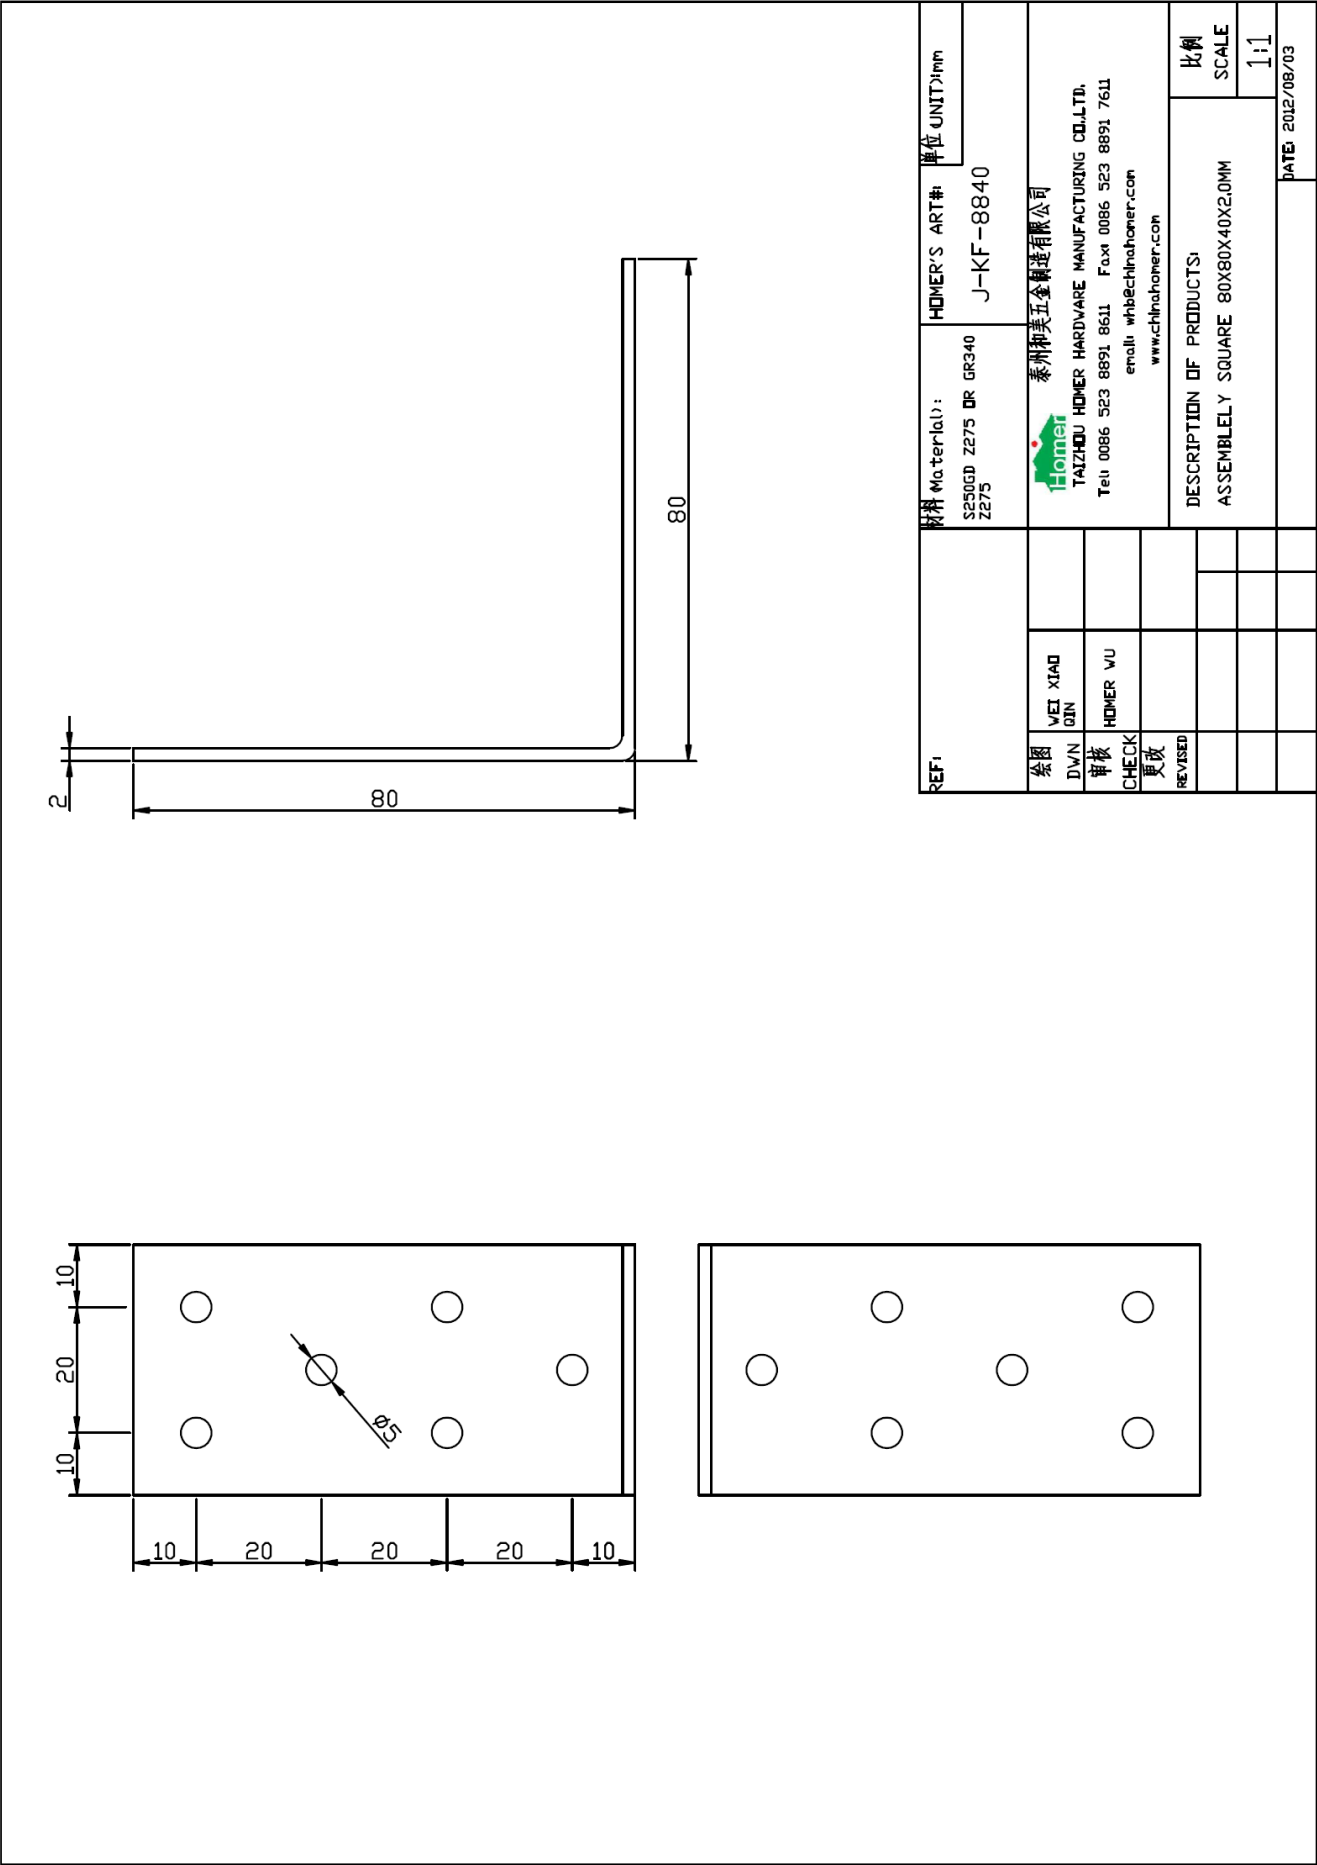 2
80
80
10
20
10
ø5
10
20
20
20
10
REF:
材料 (Material):
S250GD Z275 OR GR340
Z275
HOMER'S ART#:
J-KF-8840
单位 (UNIT):mm
泰州和美五金制造有限公司
Homer
TAIZHOU HOMER HARDWARE MANUFACTURING CO.,LTD.
Tel: 0086 523 8891 8611 Fax: 0086 523 8891 7611
email: whb@chinahomer.com
www.chinahomer.com
绘图
DWN
WEI XIAO
QIN
审核
CHECK
HOMER WU
更改
REVISED
DESCRIPTION OF PRODUCTS:
ASSEMBLELY SQUARE 80X80X40X2.0MM
比例
SCALE
1:1
DATE: 2012/08/03